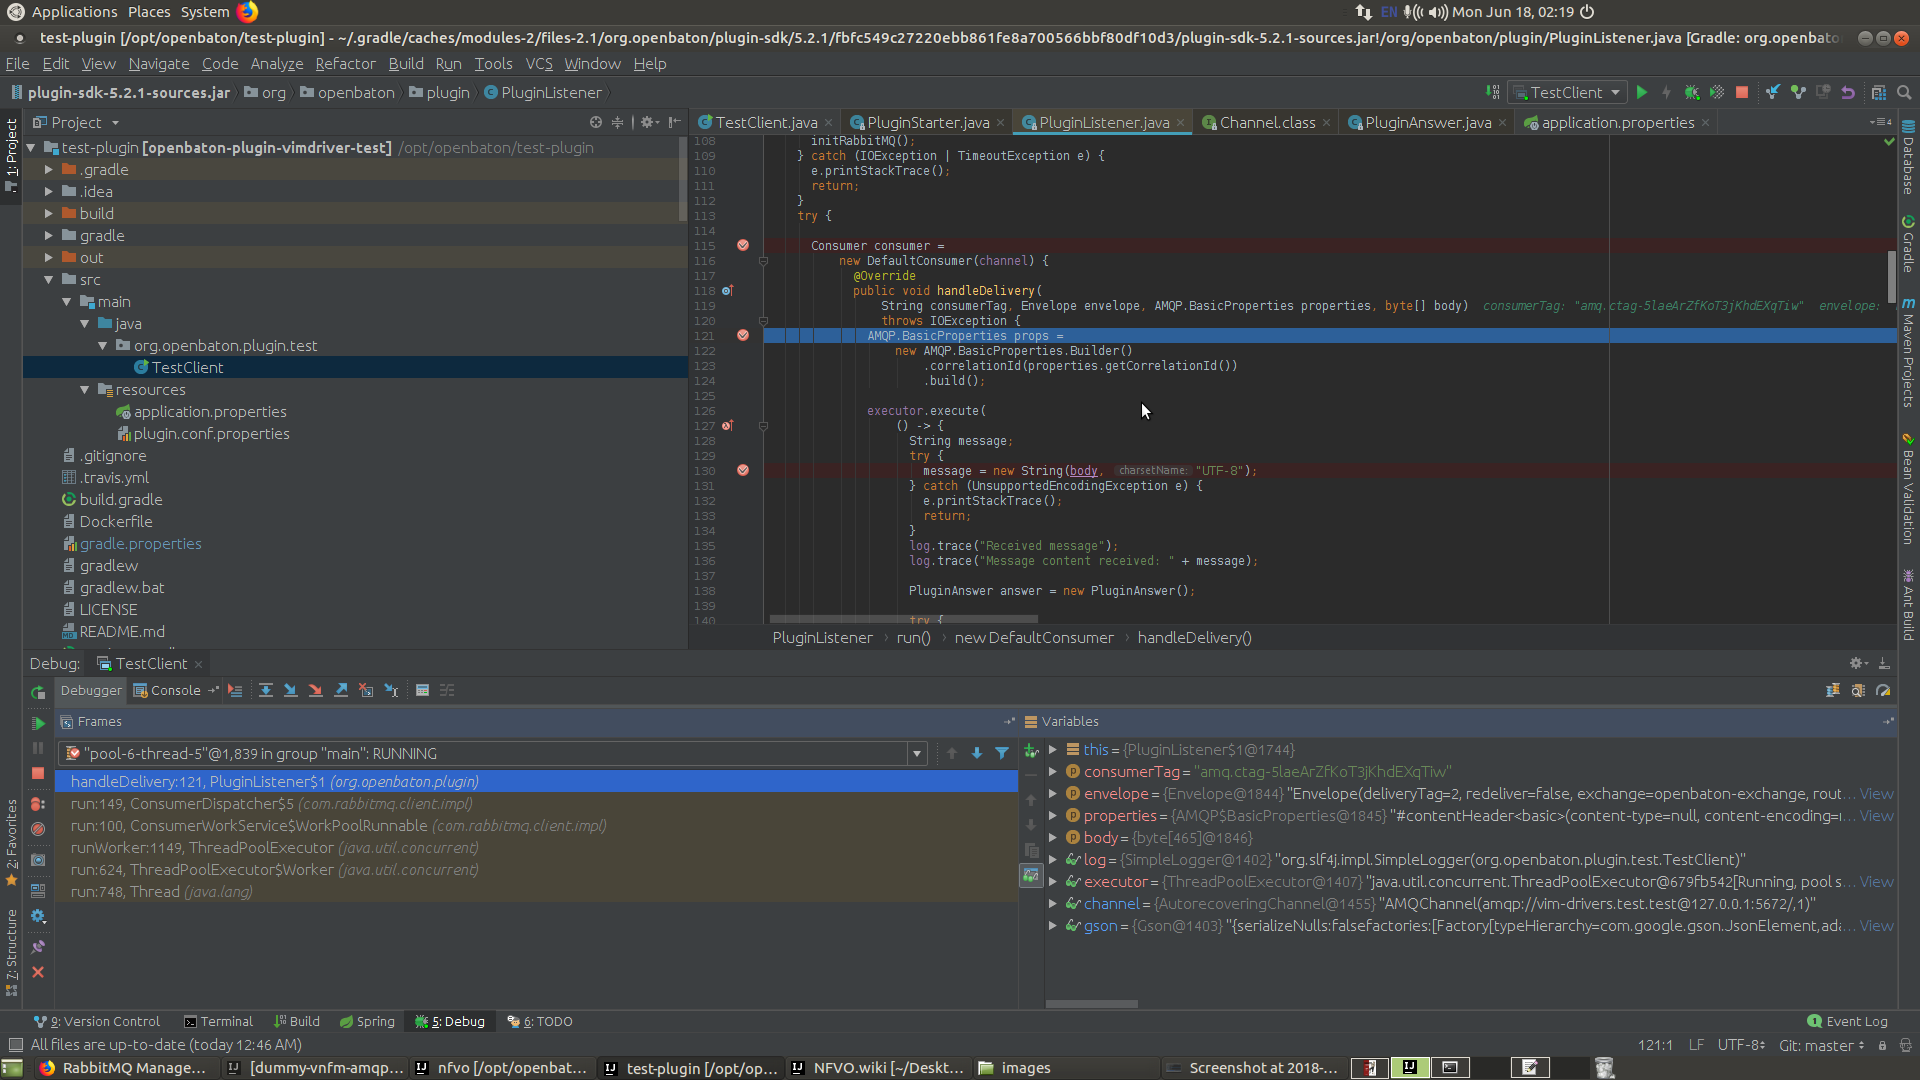 Applications Places System EN Mon Jun 18, 02:19
test-plugin [/opt/openbaton/test-plugin] - ~/.gradle/caches/modules-2/files-2.1/org.openbaton/plugin-sdk/5.2.1/fbfc549c27220ebb861fe8a700566bbf80df10d3/plugin-sdk-5.2.1-sources.jar!/org/openbaton/plugin/PluginListener.java [Gradle: org.openbato
File Edit View Navigate Code Analyze Refactor Build Run Tools VCS Window Help
plugin-sdk-5.2.1-sources.jar org openbaton plugin PluginListener TestClient
Project TestClient.java PluginStarter.java PluginListener.java Channel.class PluginAnswer.java application.properties
1: Project
test-plugin [openbaton-plugin-vimdriver-test] /opt/openbaton/test-plugin
.gradle
.idea
build
gradle
out
src
main
java
org.openbaton.plugin.test
TestClient
resources
application.properties
plugin.conf.properties
.gitignore
.travis.yml
build.gradle
Dockerfile
gradle.properties
gradlew
gradlew.bat
LICENSE
README.md
108 initRabbitMQ();
109 } catch (IOException | TimeoutException e) {
110 e.printStackTrace();
111 return;
112 }
113 try {
114
115 Consumer consumer =
116 new DefaultConsumer(channel) {
117 @Override
118 public void handleDelivery(
119 String consumerTag, Envelope envelope, AMQP.BasicProperties properties, byte[] body) consumerTag: "amq.ctag-5laeArZfKoT3jKhdEXqTiw" envelope:
120 throws IOException {
121 AMQP.BasicProperties props =
122 new AMQP.BasicProperties.Builder()
123 .correlationId(properties.getCorrelationId())
124 .build();
125
126 executor.execute(
127 () -> {
128 String message;
129 try {
130 message = new String(body, charsetName: "UTF-8");
131 } catch (UnsupportedEncodingException e) {
132 e.printStackTrace();
133 return;
134 }
135 log.trace("Received message");
136 log.trace("Message content received: " + message);
137
138 PluginAnswer answer = new PluginAnswer();
139
140 try {
PluginListener run() new DefaultConsumer handleDelivery()
Database
Gradle
Maven Projects
Bean Validation
Ant Build
Debug: TestClient
Debugger Console
Frames
"pool-6-thread-5"@1,839 in group "main": RUNNING
handleDelivery:121, PluginListener$1 (org.openbaton.plugin)
run:149, ConsumerDispatcher$5 (com.rabbitmq.client.impl)
run:100, ConsumerWorkService$WorkPoolRunnable (com.rabbitmq.client.impl)
runWorker:1149, ThreadPoolExecutor (java.util.concurrent)
run:624, ThreadPoolExecutor$Worker (java.util.concurrent)
run:748, Thread (java.lang)
Variables
this = {PluginListener$1@1744}
consumerTag = "amq.ctag-5laeArZfKoT3jKhdEXqTiw"
envelope = {Envelope@1844} "Envelope(deliveryTag=2, redeliver=false, exchange=openbaton-exchange, rout... View
properties = {AMQP$BasicProperties@1845} "#contentHeader<basic>(content-type=null, content-encoding=n... View
body = {byte[465]@1846}
log = {SimpleLogger@1402} "org.slf4j.impl.SimpleLogger(org.openbaton.plugin.test.TestClient)"
executor = {ThreadPoolExecutor@1407} "java.util.concurrent.ThreadPoolExecutor@679fb542[Running, pool s... View
channel = {AutorecoveringChannel@1455} "AMQChannel(amqp://vim-drivers.test.test@127.0.0.1:5672/,1)"
gson = {Gson@1403} "{serializeNulls:falsefactories:[Factory[typeHierarchy=com.google.gson.JsonElement,ada... View
2: Favorites
7: Structure
9: Version Control Terminal Build Spring 5: Debug 6: TODO 1 Event Log
All files are up-to-date (today 12:46 AM) 121:1 LF UTF-8 Git: master
RabbitMQ Manage... [dummy-vnfm-amqp... nfvo [/opt/openbat... test-plugin [/opt/op... NFVO.wiki [~/Deskt... images Screenshot at 2018-...